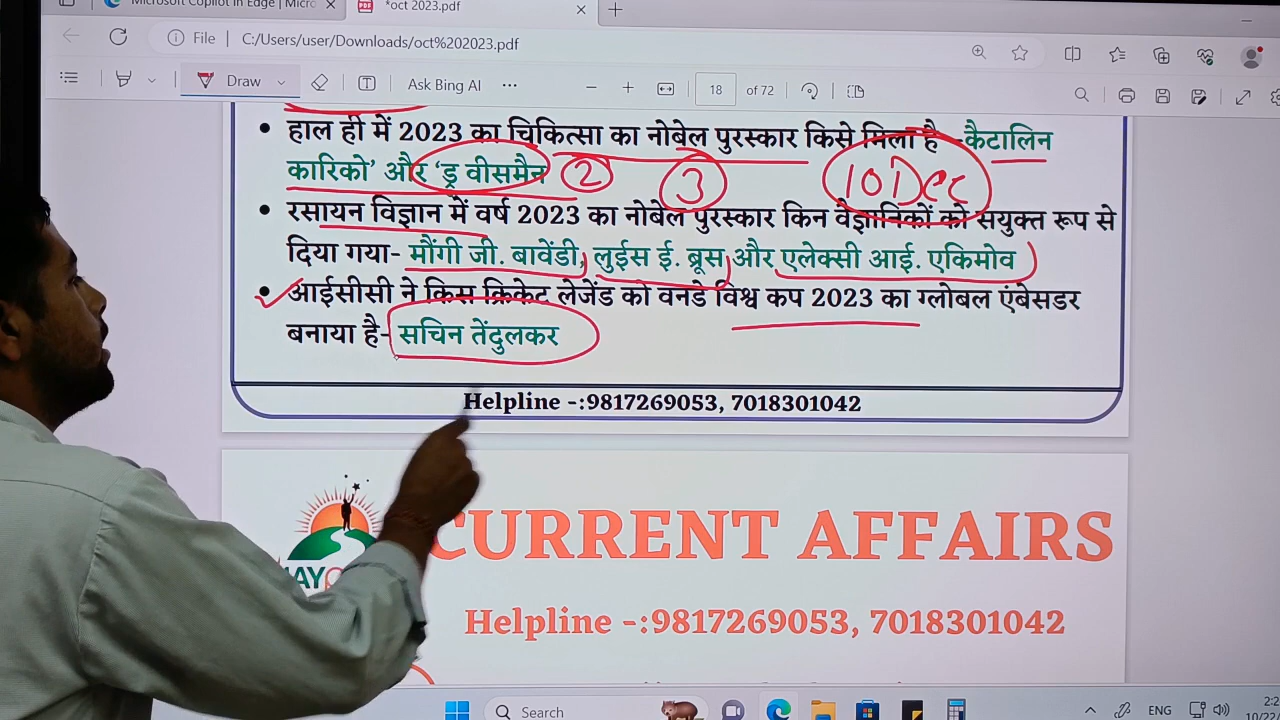 Microsoft Copilot in Edge | Micro
*oct 2023.pdf
File | C:/Users/user/Downloads/oct%202023.pdf
Draw
Ask Bing AI
18 of 72
हाल ही में 2023 का चिकित्सा का नोबेल पुरस्कार किसे मिला है -कैटालिन
कारिको’ और ‘ड्रू वीसमैन
2
3
10 Dec
रसायन विज्ञान में वर्ष 2023 का नोबेल पुरस्कार किन वैज्ञानिकों को सयुक्त रूप से
दिया गया- मौंगी जी. बावेंडी, लुईस ई. ब्रूस और एलेक्सी आई. एकिमोव
आईसीसी ने किस क्रिकेट लेजेंड को वनडे विश्व कप 2023 का ग्लोबल एंबेसडर
बनाया है- सचिन तेंदुलकर
Helpline -:9817269053, 7018301042
CURRENT AFFAIRS
Helpline -:9817269053, 7018301042
Search
ENG